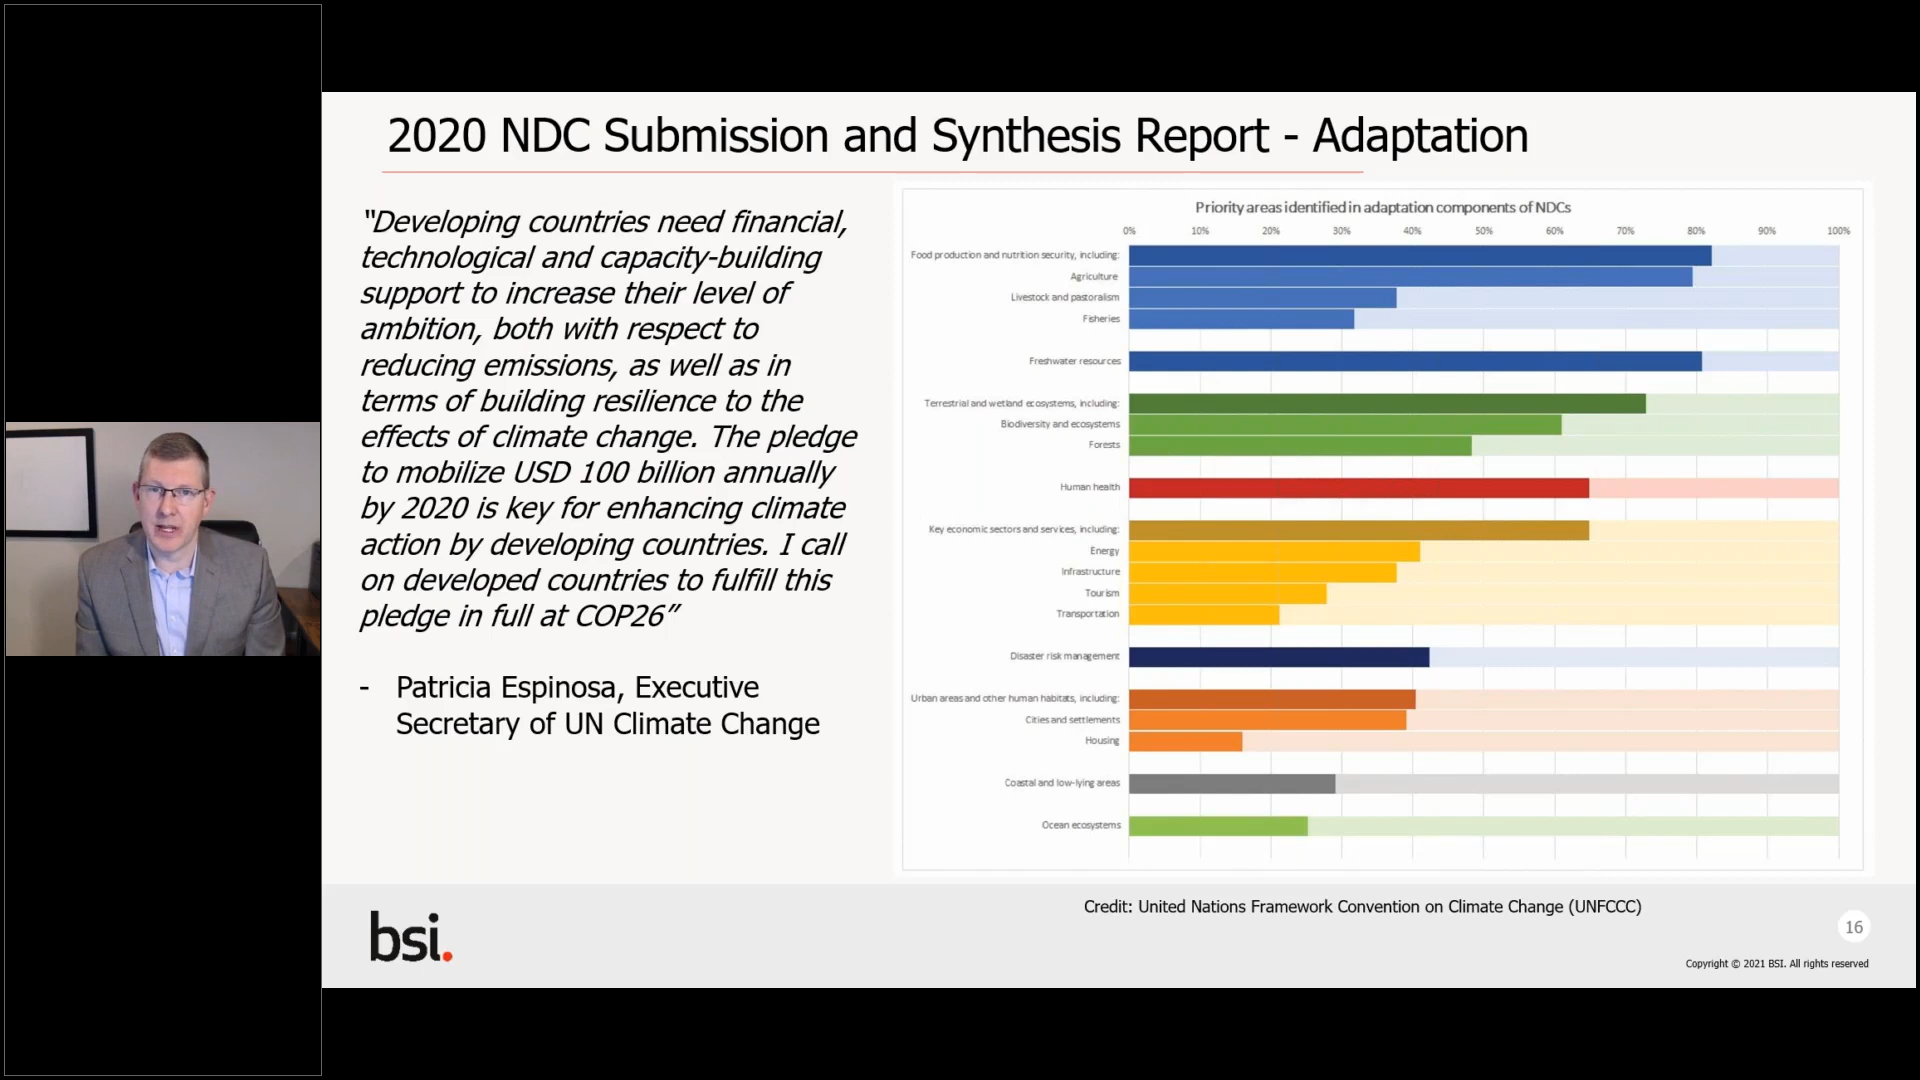 2020 NDC Submission and Synthesis Report - Adaptation
“Developing countries need financial,
technological and capacity-building
support to increase their level of
ambition, both with respect to
reducing emissions, as well as in
terms of building resilience to the
effects of climate change. The pledge
to mobilize USD 100 billion annually
by 2020 is key for enhancing climate
action by developing countries. I call
on developed countries to fulfill this
pledge in full at COP26”
- Patricia Espinosa, Executive
Secretary of UN Climate Change
Priority areas identified in adaptation components of NDCs
0% 10% 20% 30% 40% 50% 60% 70% 80% 90% 100%
Food production and nutrition security, including:
Agriculture
Livestock and pastoralism
Fisheries
Freshwater resources
Terrestrial and wetland ecosystems, including:
Biodiversity and ecosystems
Forests
Human health
Key economic sectors and services, including:
Energy
Infrastructure
Tourism
Transportation
Disaster risk management
Urban areas and other human habitats, including:
Cities and settlements
Housing
Coastal and low-lying areas
Ocean ecosystems
Credit: United Nations Framework Convention on Climate Change (UNFCCC)
bsi.
16
Copyright © 2021 BSI. All rights reserved